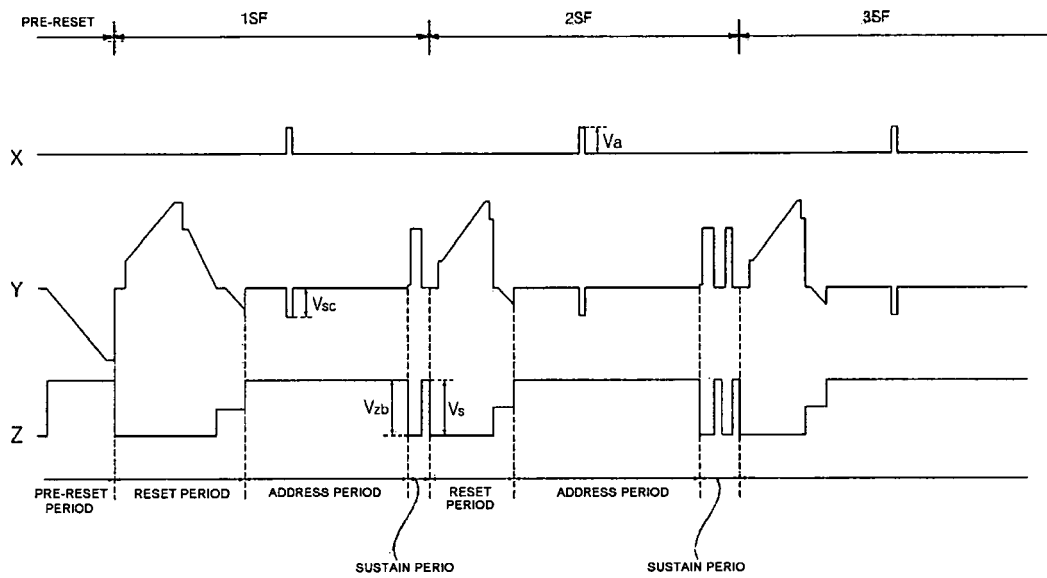 PRE-RESET
1SF
2SF
3SF
X
Va
Y
Vsc
Z
Vzb
Vs
PRE-RESET
PERIOD
RESET PERIOD
ADDRESS PERIOD
RESET
PERIOD
ADDRESS PERIOD
SUSTAIN PERIO
SUSTAIN PERIO